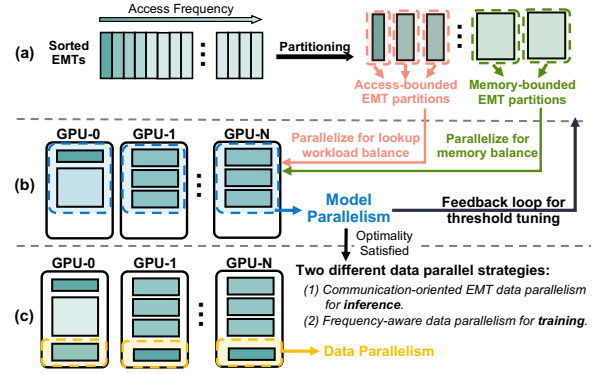 Access Frequency
(a)
Sorted
EMTs
Partitioning
Access-bounded
EMT partitions
Memory-bounded
EMT partitions
GPU-0
GPU-1
GPU-N
Parallelize for lookup
workload balance
Parallelize for
memory balance
(b)
Model
Parallelism
Feedback loop for
threshold tuning
Optimality
Satisfied
GPU-0
GPU-1
GPU-N
Two different data parallel strategies:
(1) Communication-oriented EMT data parallelism
for inference.
(2) Frequency-aware data parallelism for training.
(c)
Data Parallelism